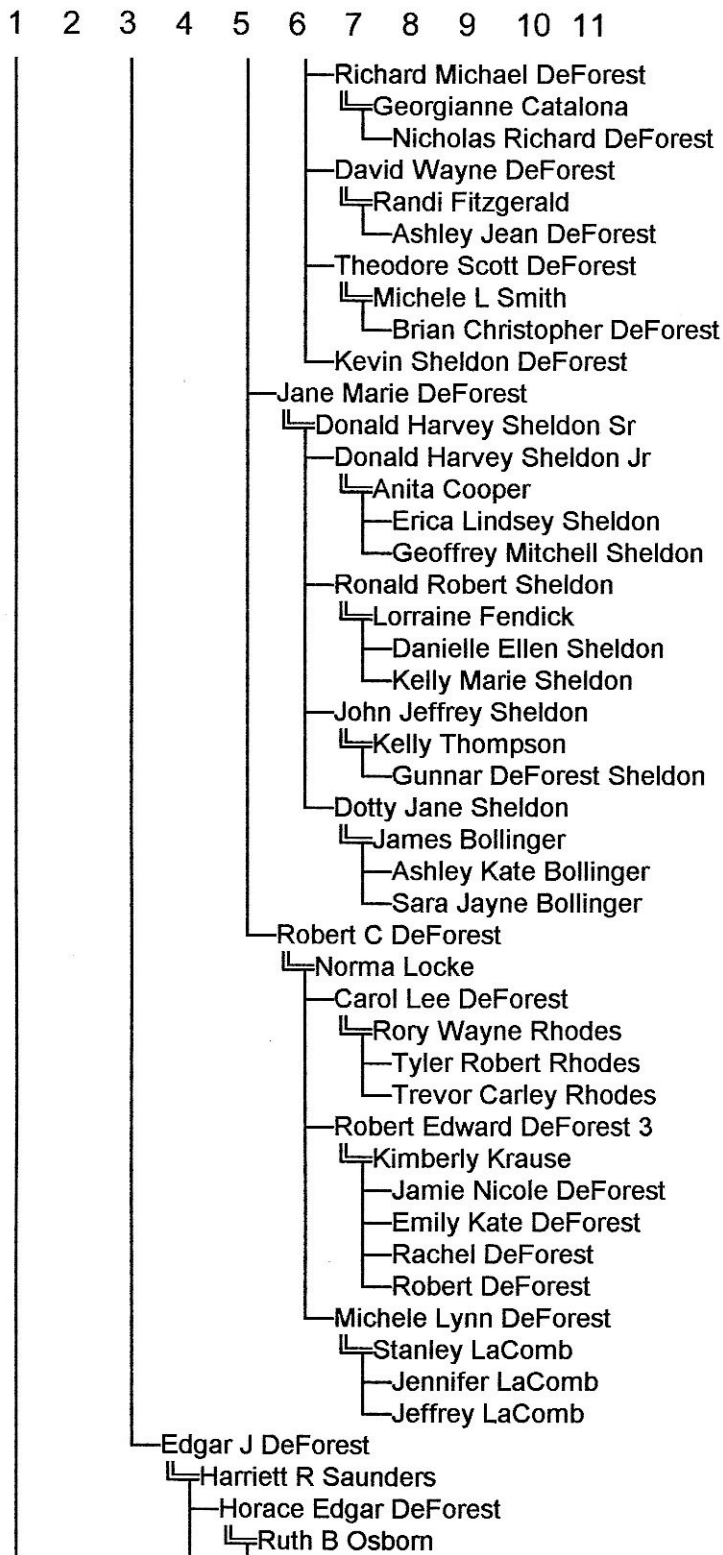 1 2 3 4 5 6 7 8 9 10 11
Richard Michael DeForest
Georgianne Catalona
Nicholas Richard DeForest
David Wayne DeForest
Randi Fitzgerald
Ashley Jean DeForest
Theodore Scott DeForest
Michele L Smith
Brian Christopher DeForest
Kevin Sheldon DeForest
Jane Marie DeForest
Donald Harvey Sheldon Sr
Donald Harvey Sheldon Jr
Anita Cooper
Erica Lindsey Sheldon
Geoffrey Mitchell Sheldon
Ronald Robert Sheldon
Lorraine Fendick
Danielle Ellen Sheldon
Kelly Marie Sheldon
John Jeffrey Sheldon
Kelly Thompson
Gunnar DeForest Sheldon
Dotty Jane Sheldon
James Bollinger
Ashley Kate Bollinger
Sara Jayne Bollinger
Robert C DeForest
Norma Locke
Carol Lee DeForest
Rory Wayne Rhodes
Tyler Robert Rhodes
Trevor Carley Rhodes
Robert Edward DeForest 3
Kimberly Krause
Jamie Nicole DeForest
Emily Kate DeForest
Rachel DeForest
Robert DeForest
Michele Lynn DeForest
Stanley LaComb
Jennifer LaComb
Jeffrey LaComb
Edgar J DeForest
Harriett R Saunders
Horace Edgar DeForest
Ruth B Osborn